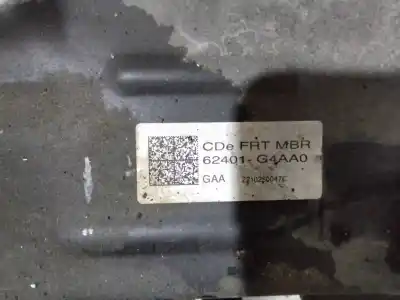 CDe FRT MBR
62401- G4AA0
GAA